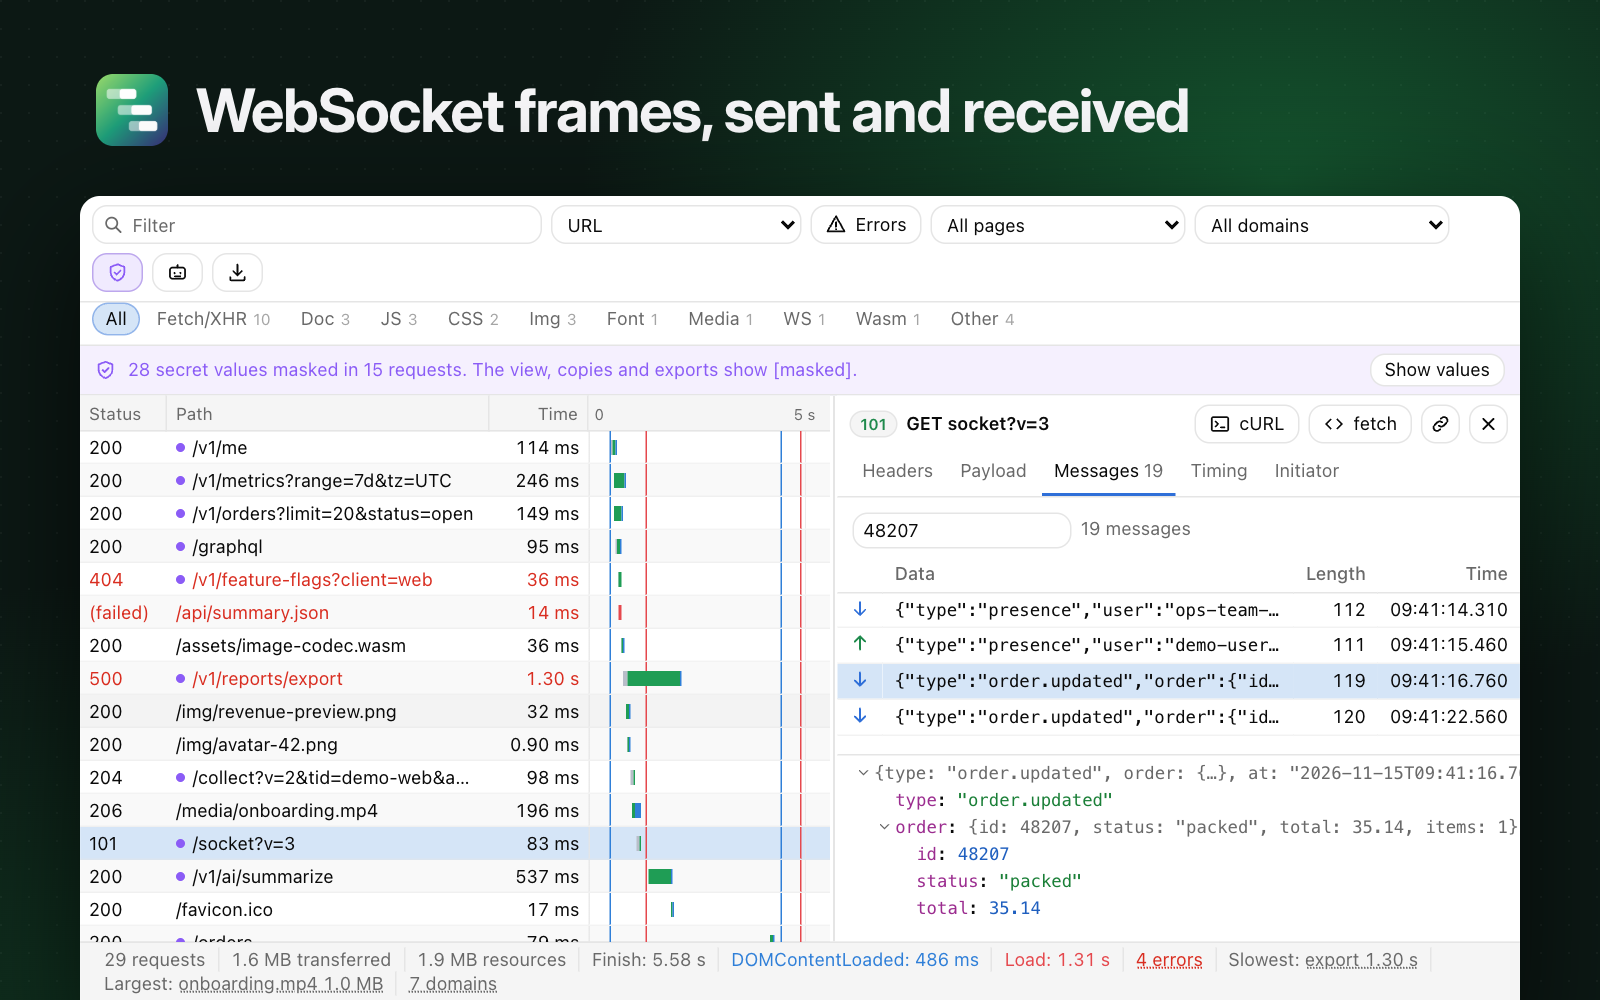 WebSocket frames, sent and received
Filter
URL
Errors
All pages
All domains
All
Fetch/XHR 10
Doc 3
JS 3
CSS 2
Img 3
Font 1
Media 1
WS 1
Wasm 1
Other 4
28 secret values masked in 15 requests. The view, copies and exports show [masked].
Show values
Status Path Time 0 5 s
200 /v1/me 114 ms
200 /v1/metrics?range=7d&tz=UTC 246 ms
200 /v1/orders?limit=20&status=open 149 ms
200 /graphql 95 ms
404 /v1/feature-flags?client=web 36 ms
(failed) /api/summary.json 14 ms
200 /assets/image-codec.wasm 36 ms
500 /v1/reports/export 1.30 s
200 /img/revenue-preview.png 32 ms
200 /img/avatar-42.png 0.90 ms
204 /collect?v=2&tid=demo-web&a... 98 ms
206 /media/onboarding.mp4 196 ms
101 /socket?v=3 83 ms
200 /v1/ai/summarize 537 ms
200 /favicon.ico 17 ms
200 /orders 79 ms
101 GET socket?v=3
cURL
fetch
Headers
Payload
Messages 19
Timing
Initiator
48207
19 messages
Data Length Time
{"type":"presence","user":"ops-team-… 112 09:41:14.310
{"type":"presence","user":"demo-user… 111 09:41:15.460
{"type":"order.updated","order":{"id… 119 09:41:16.760
{"type":"order.updated","order":{"id… 120 09:41:22.560
{type: "order.updated", order: {…}, at: "2026-11-15T09:41:16.7
type: "order.updated"
order: {id: 48207, status: "packed", total: 35.14, items: 1}
id: 48207
status: "packed"
total: 35.14
29 requests
1.6 MB transferred
1.9 MB resources
Finish: 5.58 s
DOMContentLoaded: 486 ms
Load: 1.31 s
4 errors
Slowest: export 1.30 s
Largest: onboarding.mp4 1.0 MB
7 domains